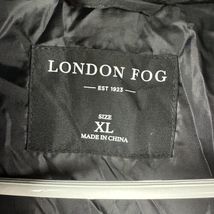 LONDON FOG
EST 1923
SIZE
XL
MADE IN CHINA